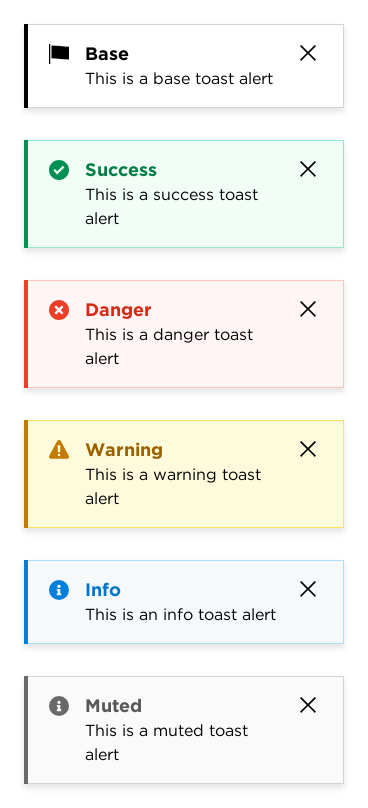 Base
This is a base toast alert
Success
This is a success toast
alert
Danger
This is a danger toast
alert
Warning
This is a warning toast
alert
Info
This is an info toast alert
Muted
This is a muted toast
alert